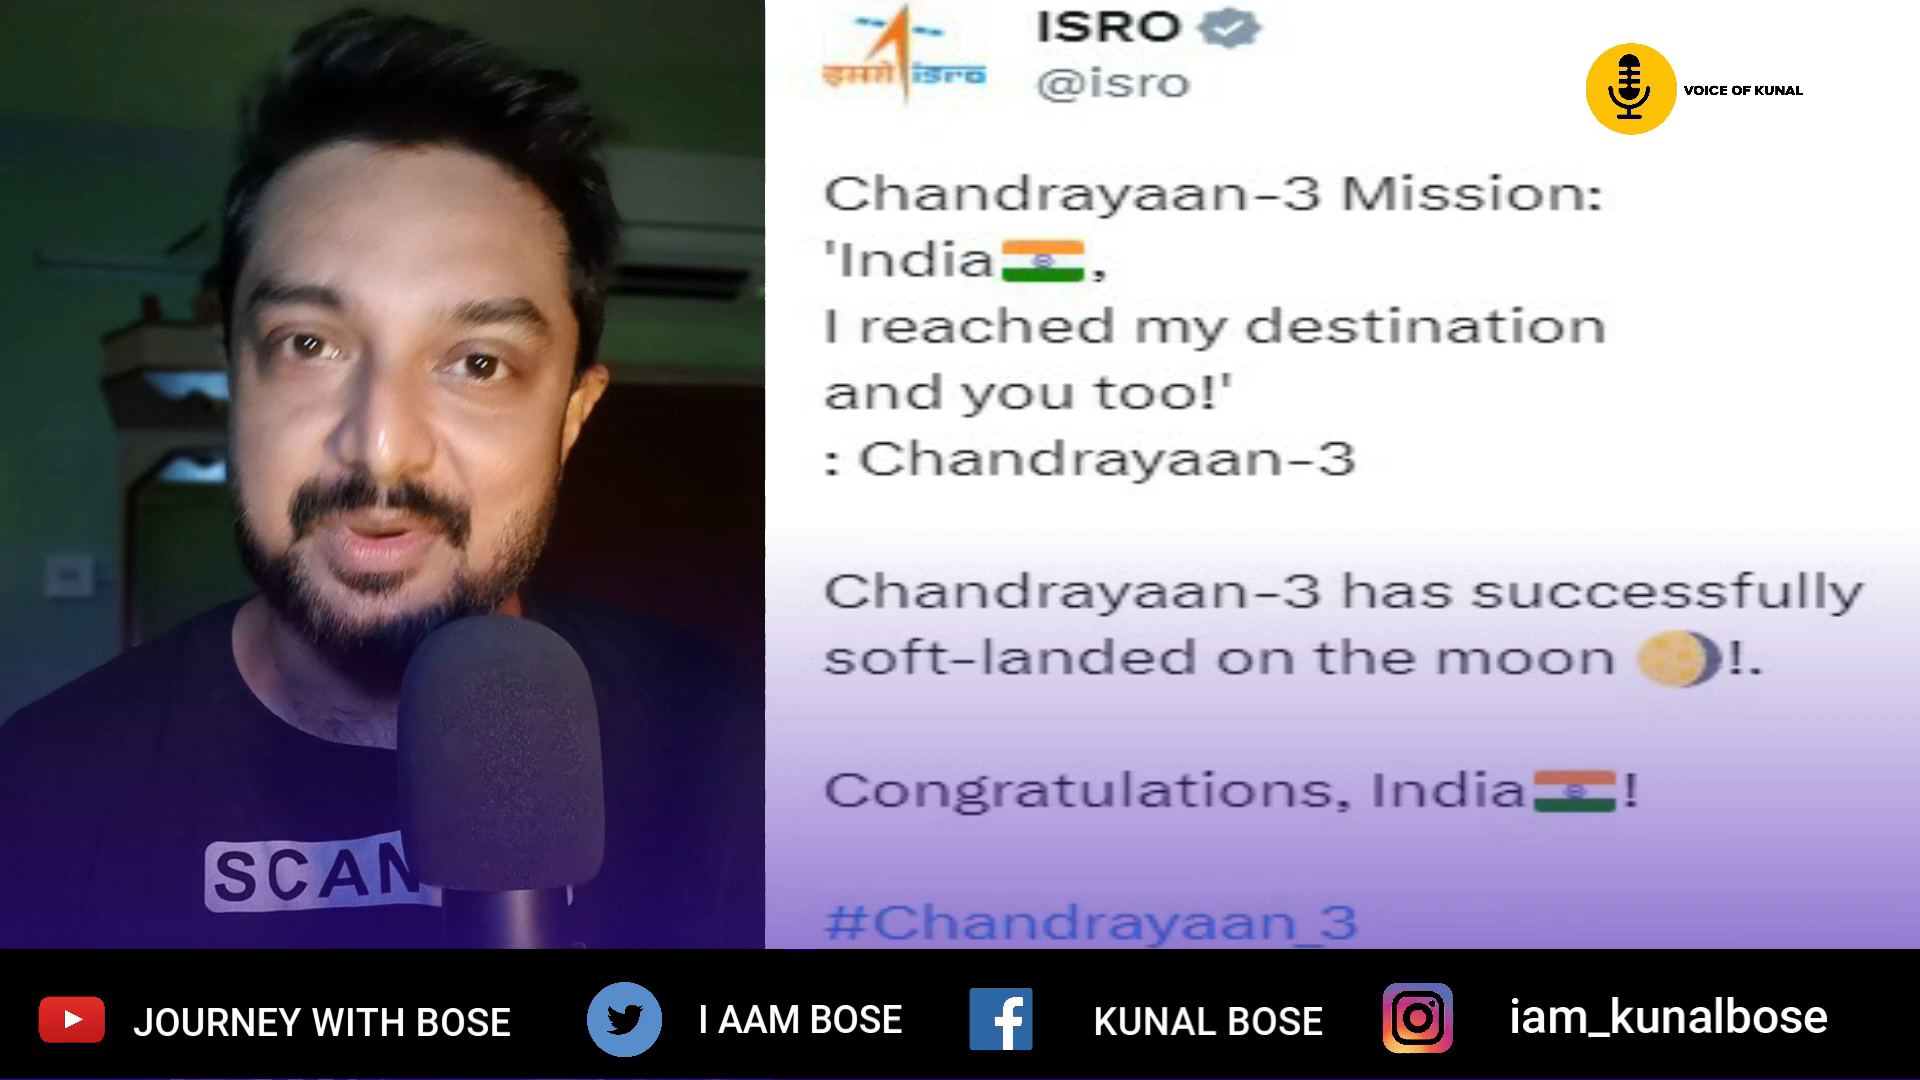 ISRO
@isro
इसरो isro
VOICE OF KUNAL
Chandrayaan-3 Mission:
'India🇮🇳,
I reached my destination
and you too!'
: Chandrayaan-3
Chandrayaan-3 has successfully
soft-landed on the moon 🌖!.
Congratulations, India🇮🇳!
#Chandrayaan_3
SCAN
JOURNEY WITH BOSE
I AAM BOSE
KUNAL BOSE
iam_kunalbose